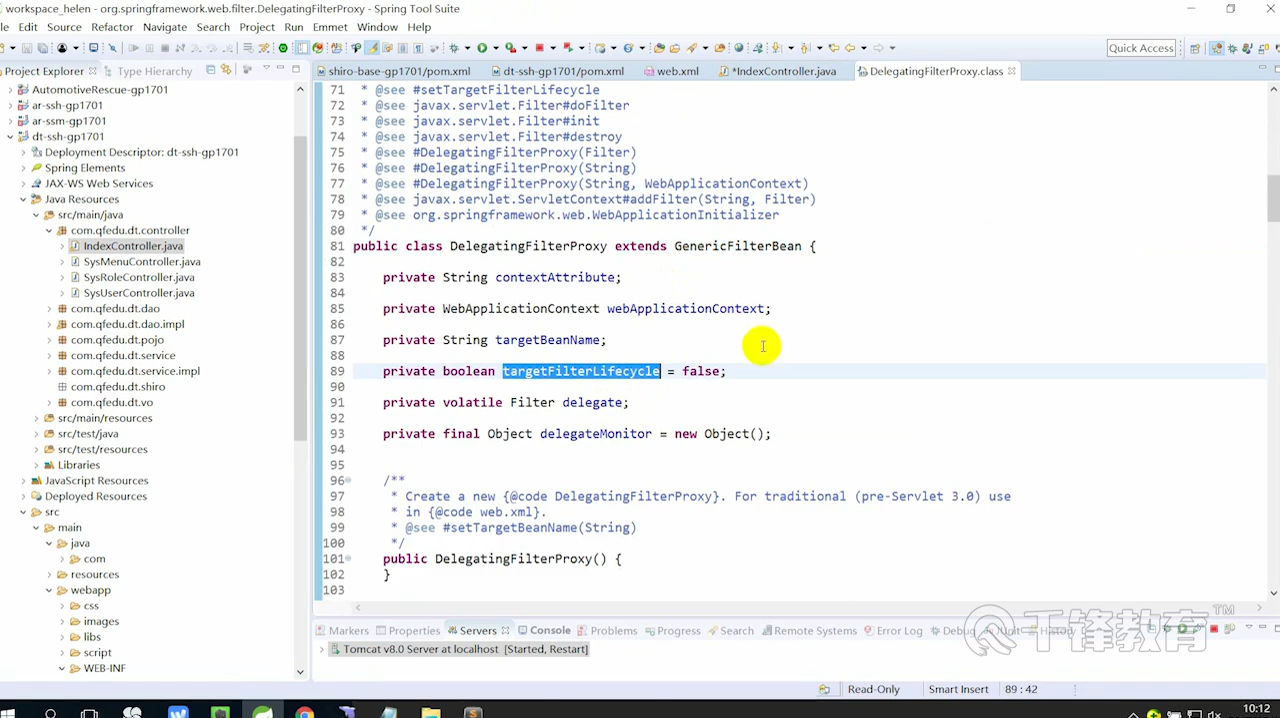 workspace_helen - org.springframework.web.filter.DelegatingFilterProxy - Spring Tool Suite
Edit Source Refactor Navigate Search Project Run Emmet Window Help
Quick Access
Project Explorer Type Hierarchy
shiro-base-gp1701/pom.xml dt-ssh-gp1701/pom.xml web.xml *IndexController.java DelegatingFilterProxy.class
AutomotiveRescue-gp1701
ar-ssh-gp1701
ar-ssm-gp1701
dt-ssh-gp1701
Deployment Descriptor: dt-ssh-gp1701
Spring Elements
JAX-WS Web Services
Java Resources
src/main/java
com.qfedu.dt.controller
IndexController.java
SysMenuController.java
SysRoleController.java
SysUserController.java
com.qfedu.dt.dao
com.qfedu.dt.dao.impl
com.qfedu.dt.pojo
com.qfedu.dt.service
com.qfedu.dt.service.impl
com.qfedu.dt.shiro
com.qfedu.dt.vo
src/main/resources
src/test/java
src/test/resources
Libraries
JavaScript Resources
Deployed Resources
src
main
java
com
resources
webapp
css
images
libs
script
WEB-INF
71 * @see #setTargetFilterLifecycle
72 * @see javax.servlet.Filter#doFilter
73 * @see javax.servlet.Filter#init
74 * @see javax.servlet.Filter#destroy
75 * @see #DelegatingFilterProxy(Filter)
76 * @see #DelegatingFilterProxy(String)
77 * @see #DelegatingFilterProxy(String, WebApplicationContext)
78 * @see javax.servlet.ServletContext#addFilter(String, Filter)
79 * @see org.springframework.web.WebApplicationInitializer
80 */
81 public class DelegatingFilterProxy extends GenericFilterBean {
82
83 private String contextAttribute;
84
85 private WebApplicationContext webApplicationContext;
86
87 private String targetBeanName;
88
89 private boolean targetFilterLifecycle = false;
90
91 private volatile Filter delegate;
92
93 private final Object delegateMonitor = new Object();
94
95
96 /**
97 * Create a new {@code DelegatingFilterProxy}. For traditional (pre-Servlet 3.0) use
98 * in {@code web.xml}.
99 * @see #setTargetBeanName(String)
100 */
101 public DelegatingFilterProxy() {
102 }
103
千锋教育 TM
Markers Properties Servers Console Problems Progress Search Remote Systems Error Log Debug JUnit History
Tomcat v8.0 Server at localhost [Started, Restart]
Read-Only Smart Insert 89 : 42
10:12